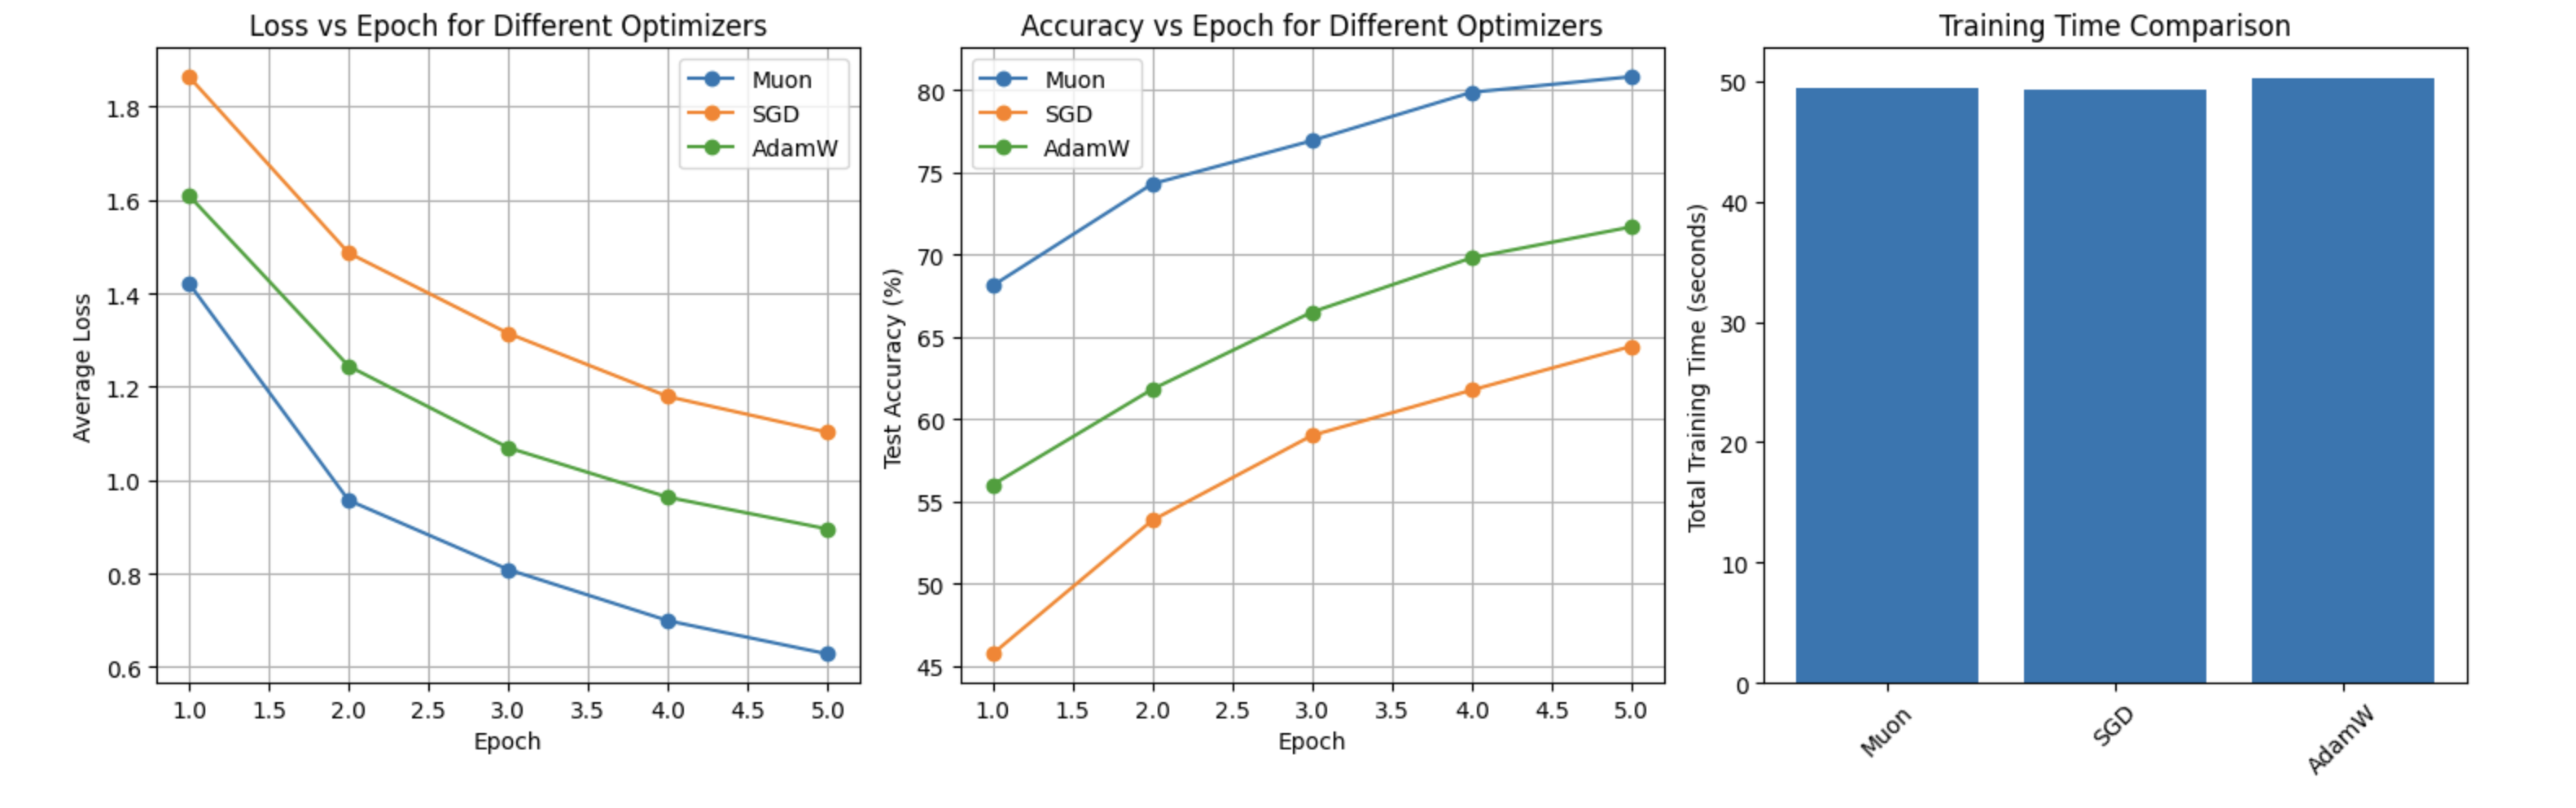 Loss vs Epoch for Different Optimizers
Average Loss
1.8
1.6
1.4
1.2
1.0
0.8
0.6
Muon
SGD
AdamW
1.0 1.5 2.0 2.5 3.0 3.5 4.0 4.5 5.0
Epoch
Accuracy vs Epoch for Different Optimizers
Test Accuracy (%)
80
75
70
65
60
55
50
45
Muon
SGD
AdamW
1.0 1.5 2.0 2.5 3.0 3.5 4.0 4.5 5.0
Epoch
Training Time Comparison
Total Training Time (seconds)
50
40
30
20
10
0
Muon
SGD
AdamW